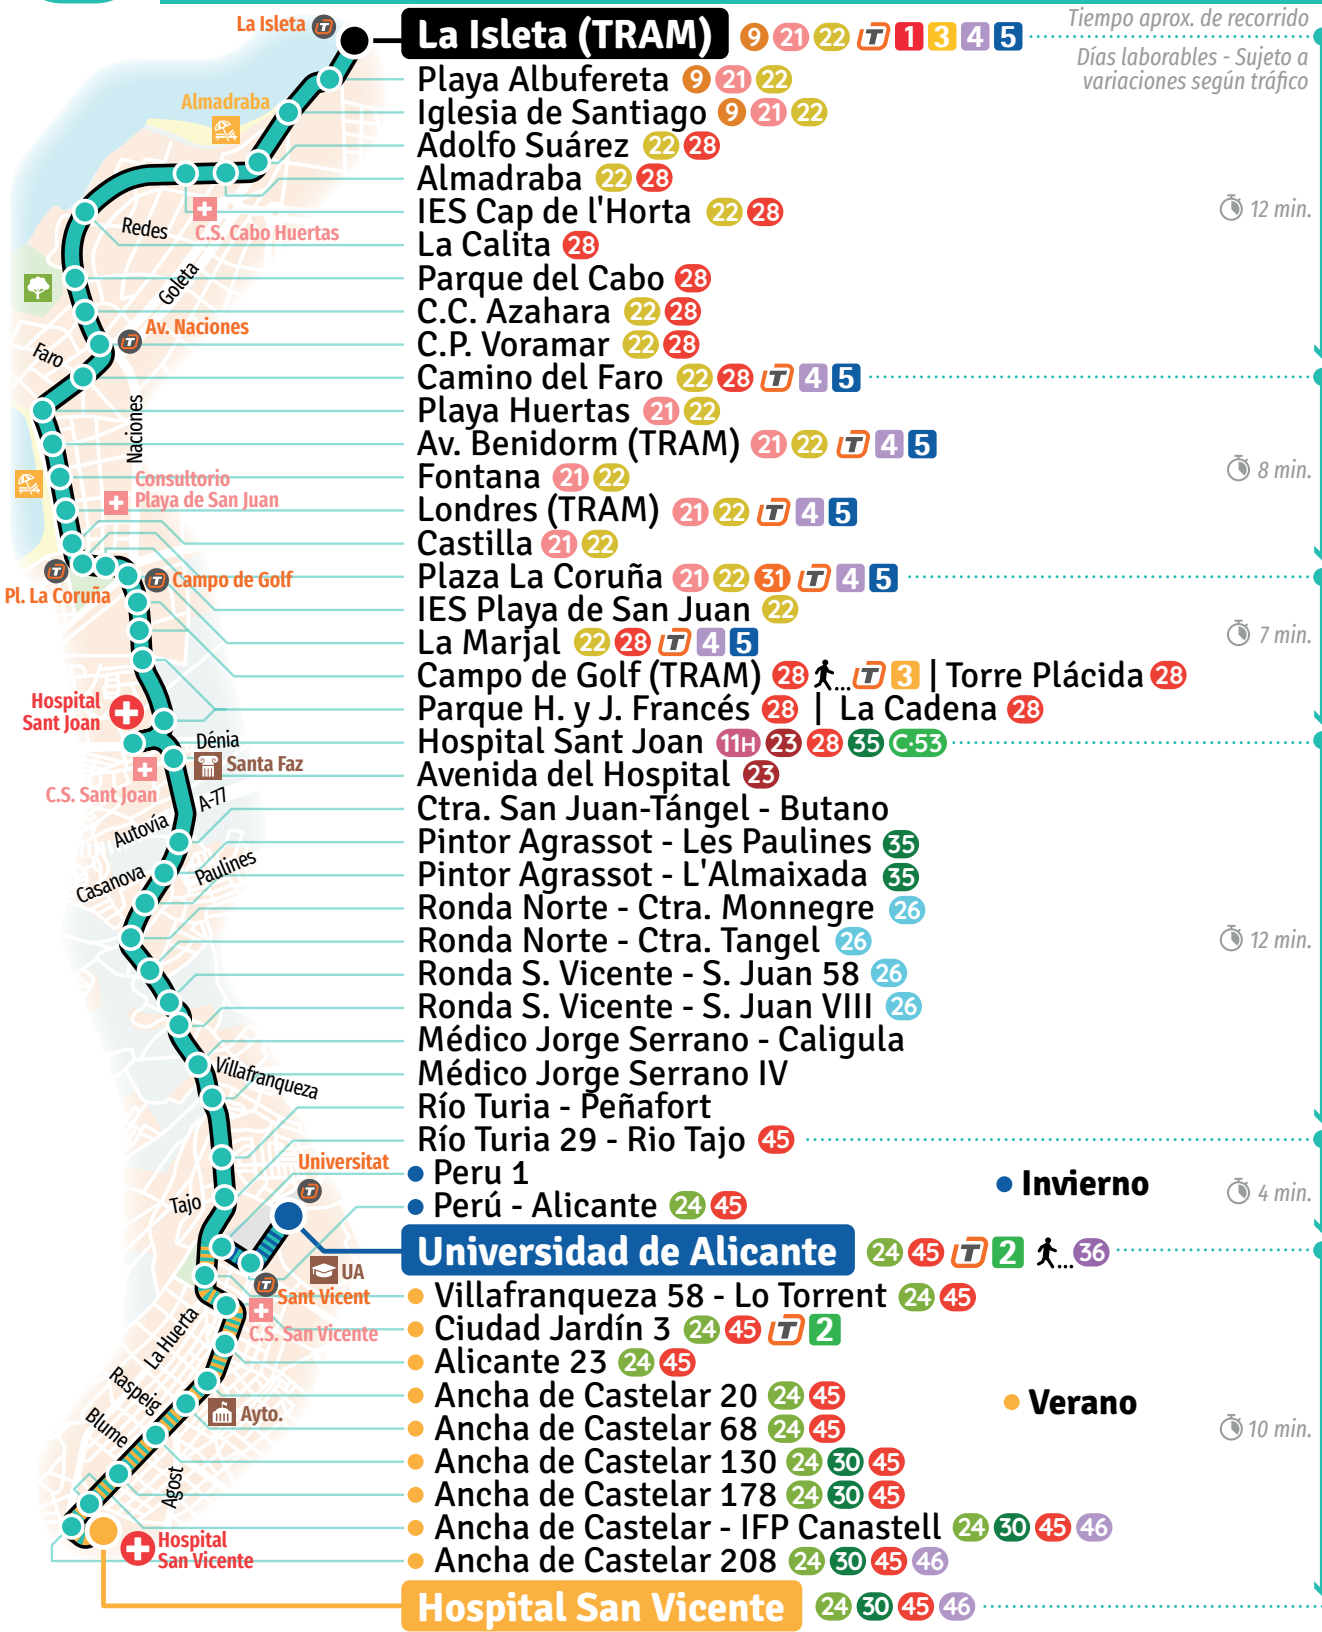 La Isleta
La Isleta (TRAM) 9 21 22 T 1 3 4 5
Tiempo aprox. de recorrido
Días laborables - Sujeto a
variaciones según tráfico
Playa Albufereta 9 21 22
Almadraba
Iglesia de Santiago 9 21 22
Adolfo Suárez 22 28
Almadraba 22 28
IES Cap de l'Horta 22 28
12 min.
Redes
C.S. Cabo Huertas
La Calita 28
Parque del Cabo 28
Goleta
C.C. Azahara 22 28
Av. Naciones
C.P. Voramar 22 28
Faro
Camino del Faro 22 28 T 4 5
Playa Huertas 21 22
Naciones
Av. Benidorm (TRAM) 21 22 T 4 5
Fontana 21 22
8 min.
Consultorio
Playa de San Juan
Londres (TRAM) 21 22 T 4 5
Castilla 21 22
Campo de Golf
Plaza La Coruña 21 22 31 T 4 5
Pl. La Coruña
IES Playa de San Juan 22
La Marjal 22 28 T 4 5
7 min.
Campo de Golf (TRAM) 28 ... T 3 | Torre Plácida 28
Hospital
Sant Joan
Parque H. y J. Francés 28 | La Cadena 28
Dénia
Hospital Sant Joan 11H 23 28 35 C-53
Santa Faz
Avenida del Hospital 23
C.S. Sant Joan
A-77
Ctra. San Juan-Tángel - Butano
Autovía
Pintor Agrassot - Les Paulines 35
Paulines
Casanova
Pintor Agrassot - L'Almaixada 35
Ronda Norte - Ctra. Monnegre 26
Ronda Norte - Ctra. Tangel 26
12 min.
Ronda S. Vicente - S. Juan 58 26
Ronda S. Vicente - S. Juan VIII 26
Médico Jorge Serrano - Caligula
Villafranqueza
Médico Jorge Serrano IV
Río Turia - Peñafort
Río Turia 29 - Rio Tajo 45
Universitat
Peru 1
Invierno
4 min.
Tajo
Perú - Alicante 24 45
Universidad de Alicante 24 45 T 2 ... 36
UA
Sant Vicent
Villafranqueza 58 - Lo Torrent 24 45
C.S. San Vicente
La Huerta
Ciudad Jardín 3 24 45 T 2
Alicante 23 24 45
Raspeig
Ancha de Castelar 20 24 45
Verano
Ayto.
Blume
Ancha de Castelar 68 24 45
10 min.
Ancha de Castelar 130 24 30 45
Agost
Ancha de Castelar 178 24 30 45
Ancha de Castelar - IFP Canastell 24 30 45 46
Hospital
San Vicente
Ancha de Castelar 208 24 30 45 46
Hospital San Vicente 24 30 45 46